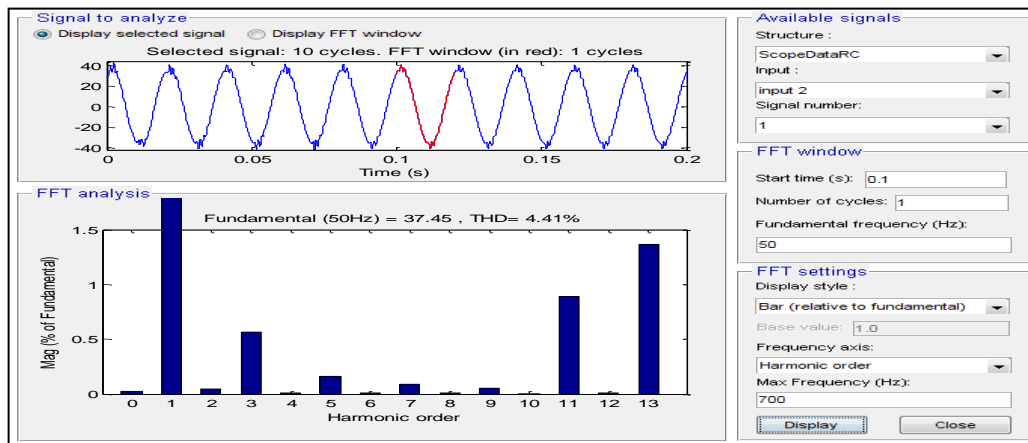 Signal to analyze
Display selected signal
Display FFT window
Selected signal: 10 cycles. FFT window (in red): 1 cycles
40
20
0
-20
-40
0
0.05
0.1
0.15
0.2
Time (s)
FFT analysis
Fundamental (50Hz) = 37.45 , THD= 4.41%
1.5
1
0.5
0
Mag (% of Fundamental)
0 1 2 3 4 5 6 7 8 9 10 11 12 13
Harmonic order
Available signals
Structure :
ScopeDataRC
Input :
input 2
Signal number:
1
FFT window
Start time (s): 0.1
Number of cycles: 1
Fundamental frequency (Hz):
50
FFT settings
Display style :
Bar (relative to fundamental)
Base value: 1.0
Frequency axis:
Harmonic order
Max Frequency (Hz):
700
Display
Close